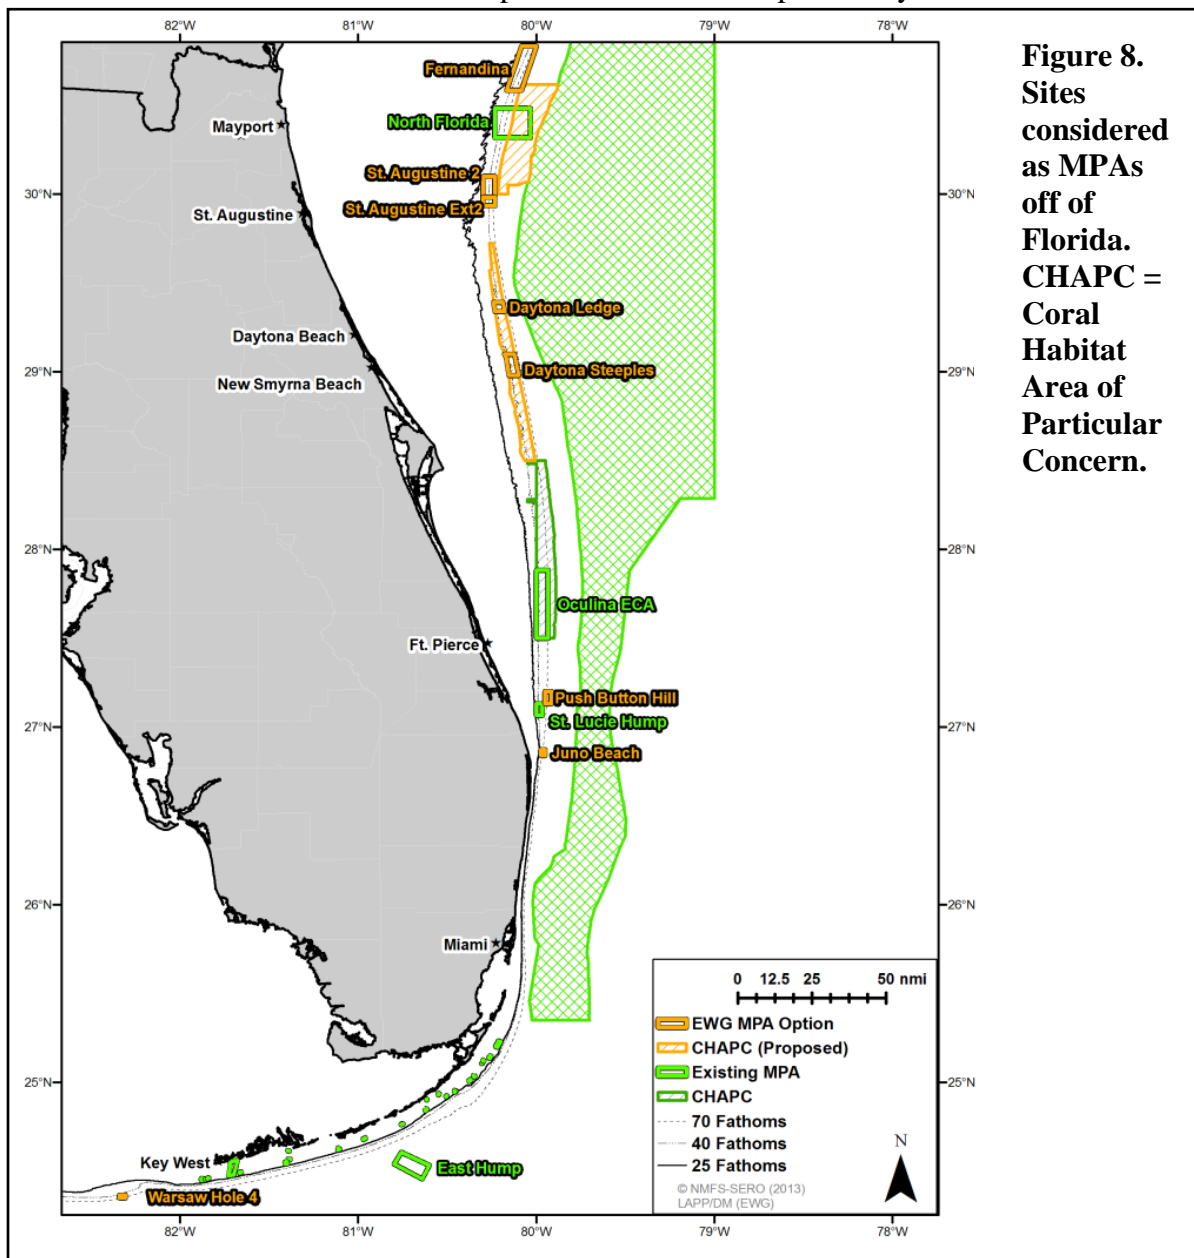 82°W 81°W 80°W 79°W 78°W
Fernandina
North Florida
Mayport
St. Augustine 2
30°N 30°N
St. Augustine Ext2
St. Augustine
Daytona Ledge
Daytona Beach
29°N Daytona Steeples 29°N
New Smyrna Beach
28°N 28°N
Oculina ECA
Ft. Pierce
Push Button Hill
St. Lucie Hump
27°N 27°N
Juno Beach
26°N 26°N
Miami
25°N 25°N
Key West
East Hump
Warsaw Hole 4
82°W 81°W 80°W 79°W 78°W
0 12.5 25 50 nmi
EWG MPA Option
CHAPC (Proposed)
Existing MPA
CHAPC
70 Fathoms
40 Fathoms
25 Fathoms
N
© NMFS-SERO (2013)
LAPP/DM (EWG)
Figure 8.
Sites
considered
as MPAs
off of
Florida.
CHAPC =
Coral
Habitat
Area of
Particular
Concern.